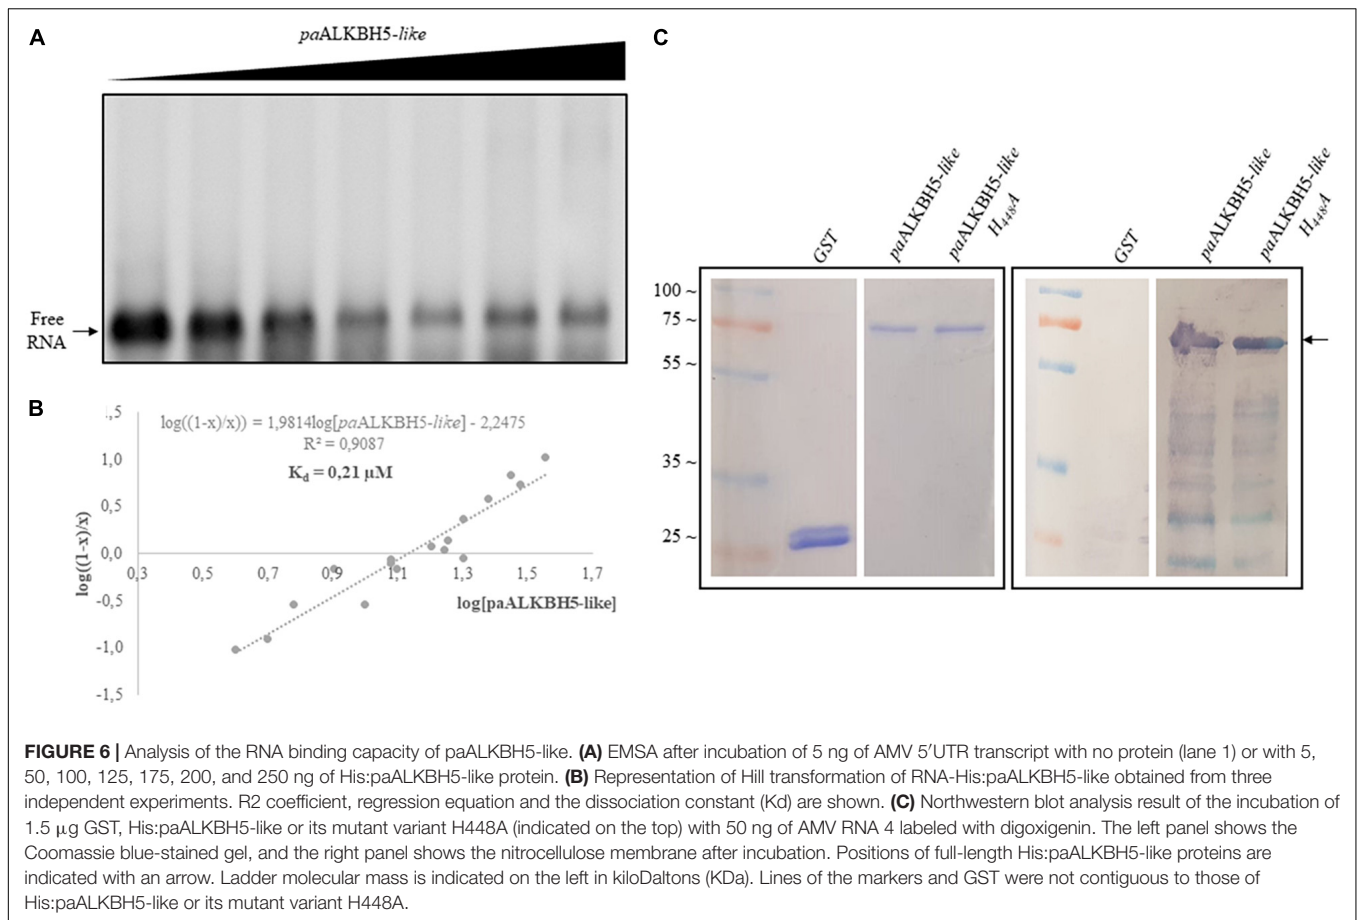 A
paALKBH5-like
Free
RNA
B
,5
1,0
0,5
0,0
-0,5
-1,0
-1,5
log((1-x)/x)
log((1-x)/x)) = 1,9814log[paALKBH5-like] - 2,2475
R² = 0,9087
Kd = 0,21 µM
0,3 0,5 0,7 0,9 1,1 1,3 1,5 1,7
log[paALKBH5-like]
C
GST
paALKBH5-like
paALKBH5-like
H448A
GST
paALKBH5-like
paALKBH5-like
H448A
100 ~
75 ~
55 ~
35 ~
25 ~
FIGURE 6 | Analysis of the RNA binding capacity of paALKBH5-like. (A) EMSA after incubation of 5 ng of AMV 5′UTR transcript with no protein (lane 1) or with 5,
50, 100, 125, 175, 200, and 250 ng of His:paALKBH5-like protein. (B) Representation of Hill transformation of RNA-His:paALKBH5-like obtained from three
independent experiments. R2 coefficient, regression equation and the dissociation constant (Kd) are shown. (C) Northwestern blot analysis result of the incubation of
1.5 µg GST, His:paALKBH5-like or its mutant variant H448A (indicated on the top) with 50 ng of AMV RNA 4 labeled with digoxigenin. The left panel shows the
Coomassie blue-stained gel, and the right panel shows the nitrocellulose membrane after incubation. Positions of full-length His:paALKBH5-like proteins are
indicated with an arrow. Ladder molecular mass is indicated on the left in kiloDaltons (KDa). Lines of the markers and GST were not contiguous to those of
His:paALKBH5-like or its mutant variant H448A.